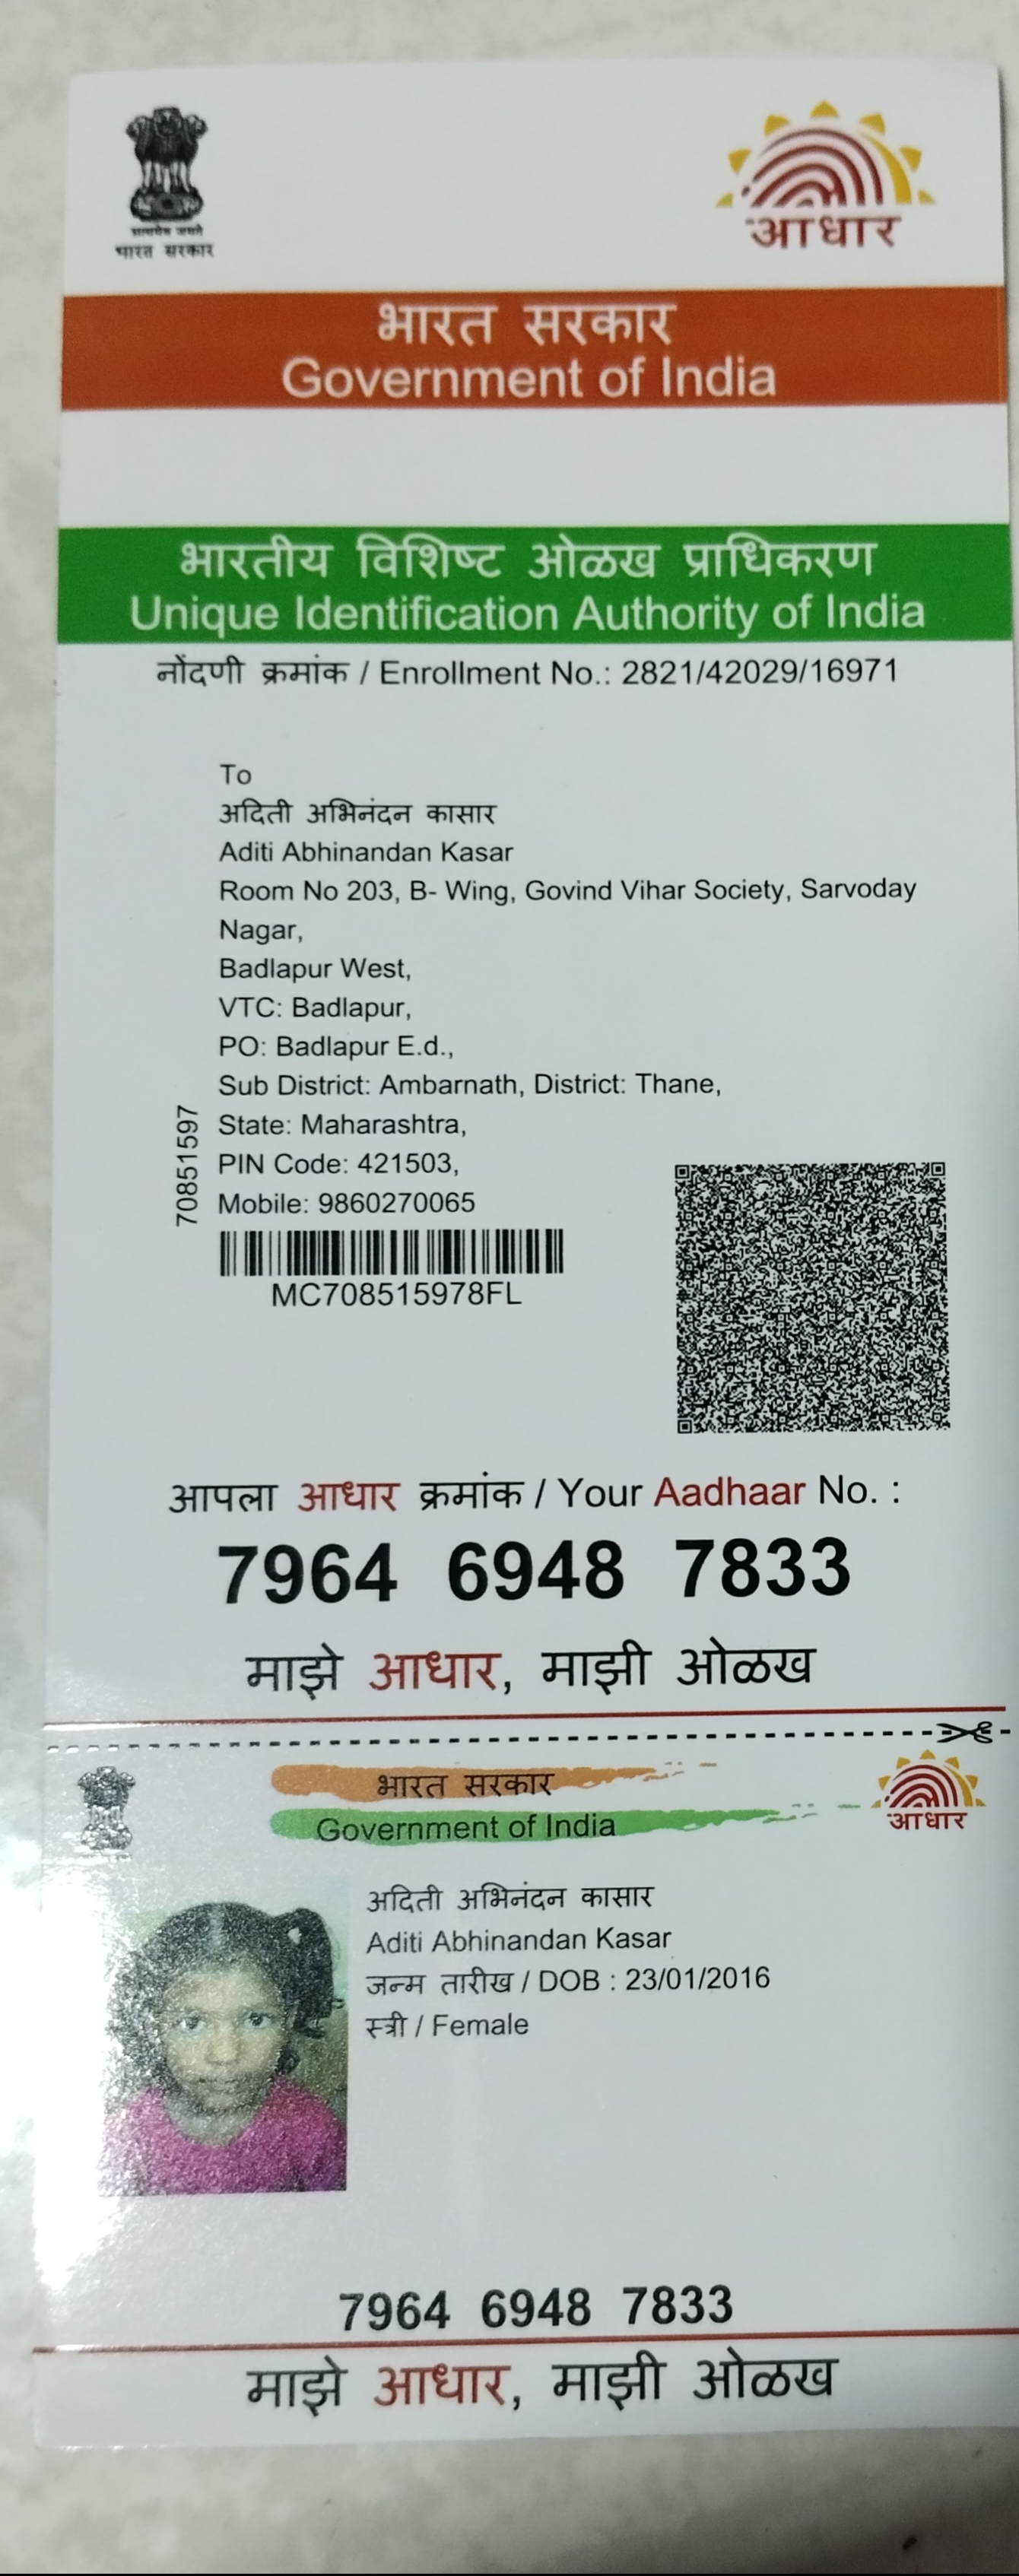 सत्यमेव जयते
भारत सरकार
आधार
भारत सरकार
Government of India
भारतीय विशिष्ट ओळख प्राधिकरण
Unique Identification Authority of India
नोंदणी क्रमांक / Enrollment No.: 2821/42029/16971
To
अदिती अभिनंदन कासार
Aditi Abhinandan Kasar
Room No 203, B- Wing, Govind Vihar Society, Sarvoday
Nagar,
Badlapur West,
VTC: Badlapur,
PO: Badlapur E.d.,
Sub District: Ambarnath, District: Thane,
State: Maharashtra,
PIN Code: 421503,
Mobile: 9860270065
70851597
MC708515978FL
आपला आधार क्रमांक / Your Aadhaar No. :
7964 6948 7833
माझे आधार, माझी ओळख
भारत सरकार
Government of India
आधार
अदिती अभिनंदन कासार
Aditi Abhinandan Kasar
जन्म तारीख / DOB : 23/01/2016
स्त्री / Female
7964 6948 7833
माझे आधार, माझी ओळख